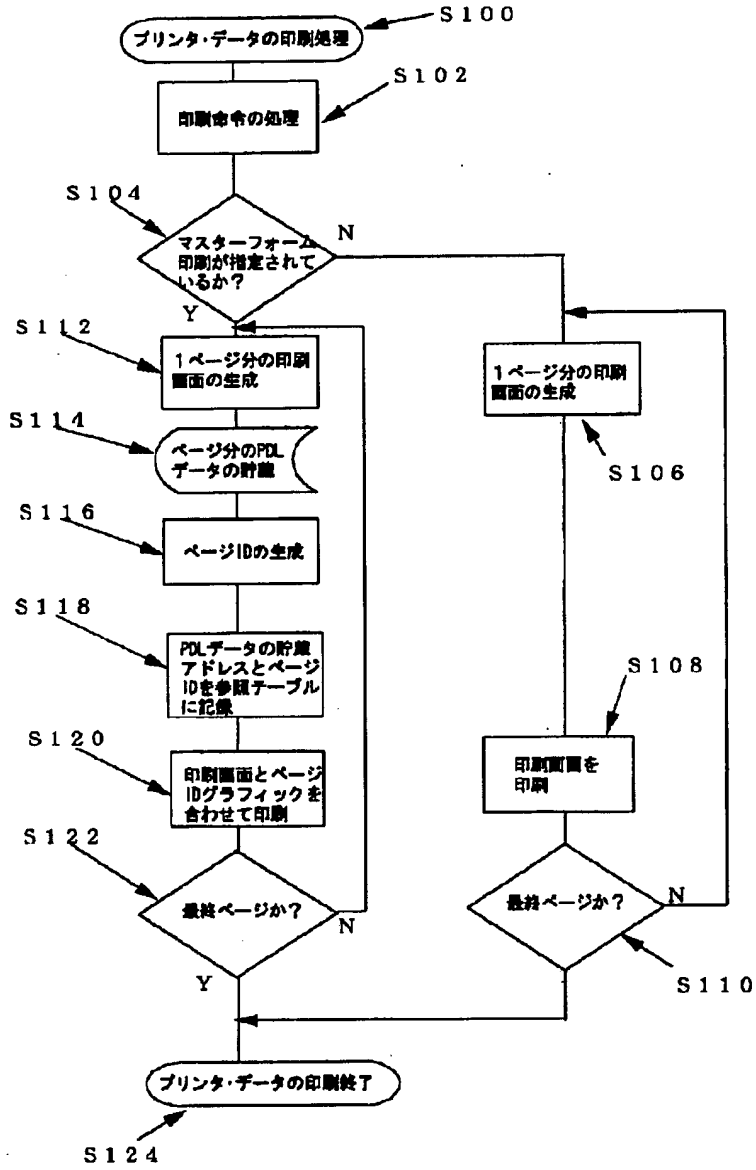 S100
プリンタ・データの印刷処理
S102
印刷命令の処理
S104
マスターフォーム
印刷が指定されて
いるか？
N
Y
S112
1ページ分の印刷
画面の生成
1ページ分の印刷
画面の生成
S106
S114
ページ分のPDL
データの貯蔵
S116
ページIDの生成
S118
PDLデータの貯蔵
アドレスとページ
IDを参照テーブル
に記録
S108
印刷画面を
印刷
S120
印刷画面とページ
IDグラフィックを
合わせて印刷
S122
最終ページか？
N
Y
最終ページか？
N
S110
プリンタ・データの印刷終了
S124